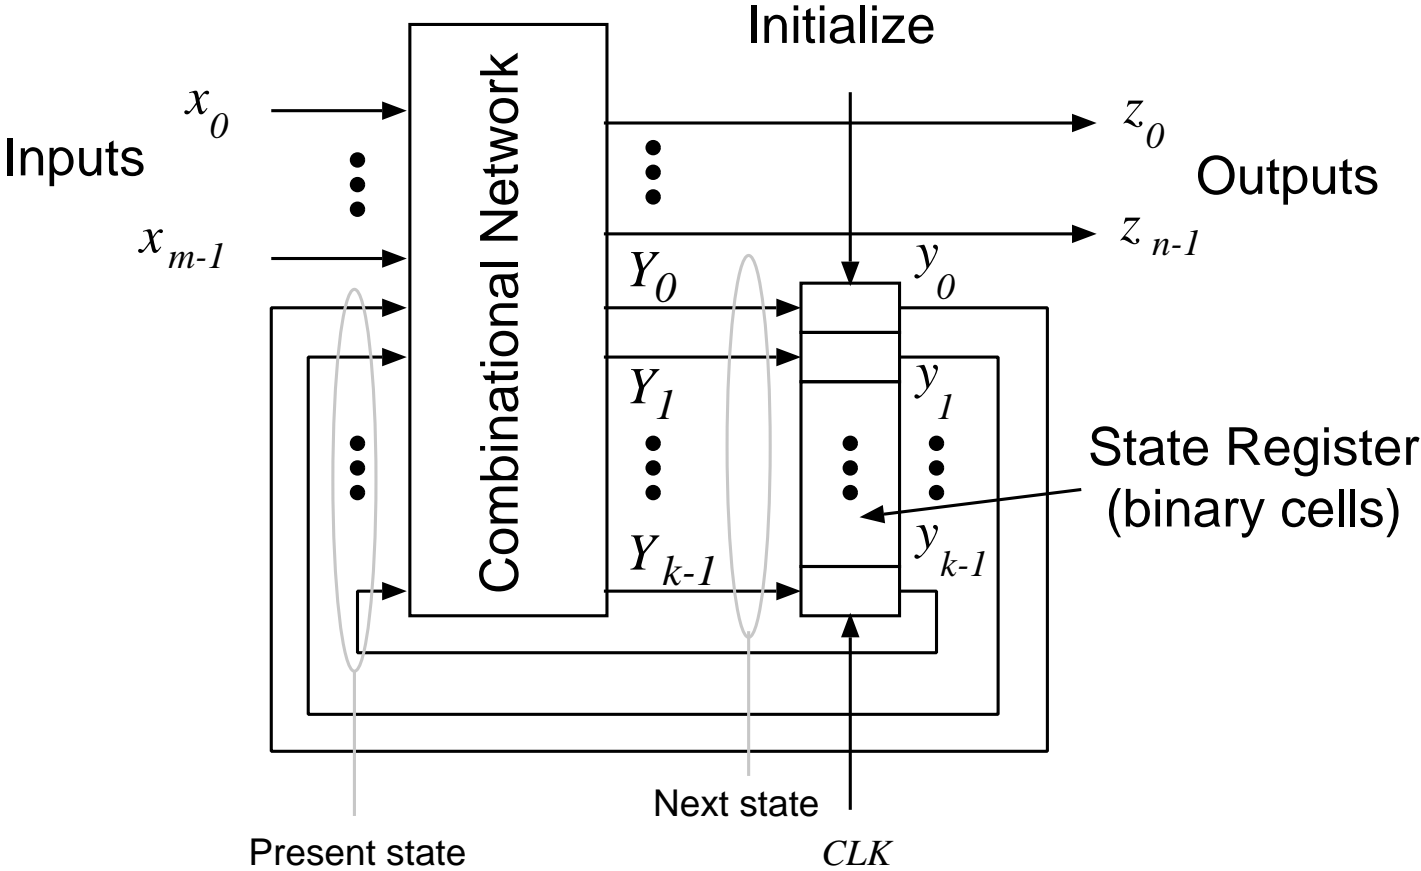 Initialize
Inputs
x0
xm-1
Combinational Network
z0
Outputs
zn-1
Y0
y0
Y1
y1
State Register
(binary cells)
Yk-1
yk-1
Next state
Present state
CLK